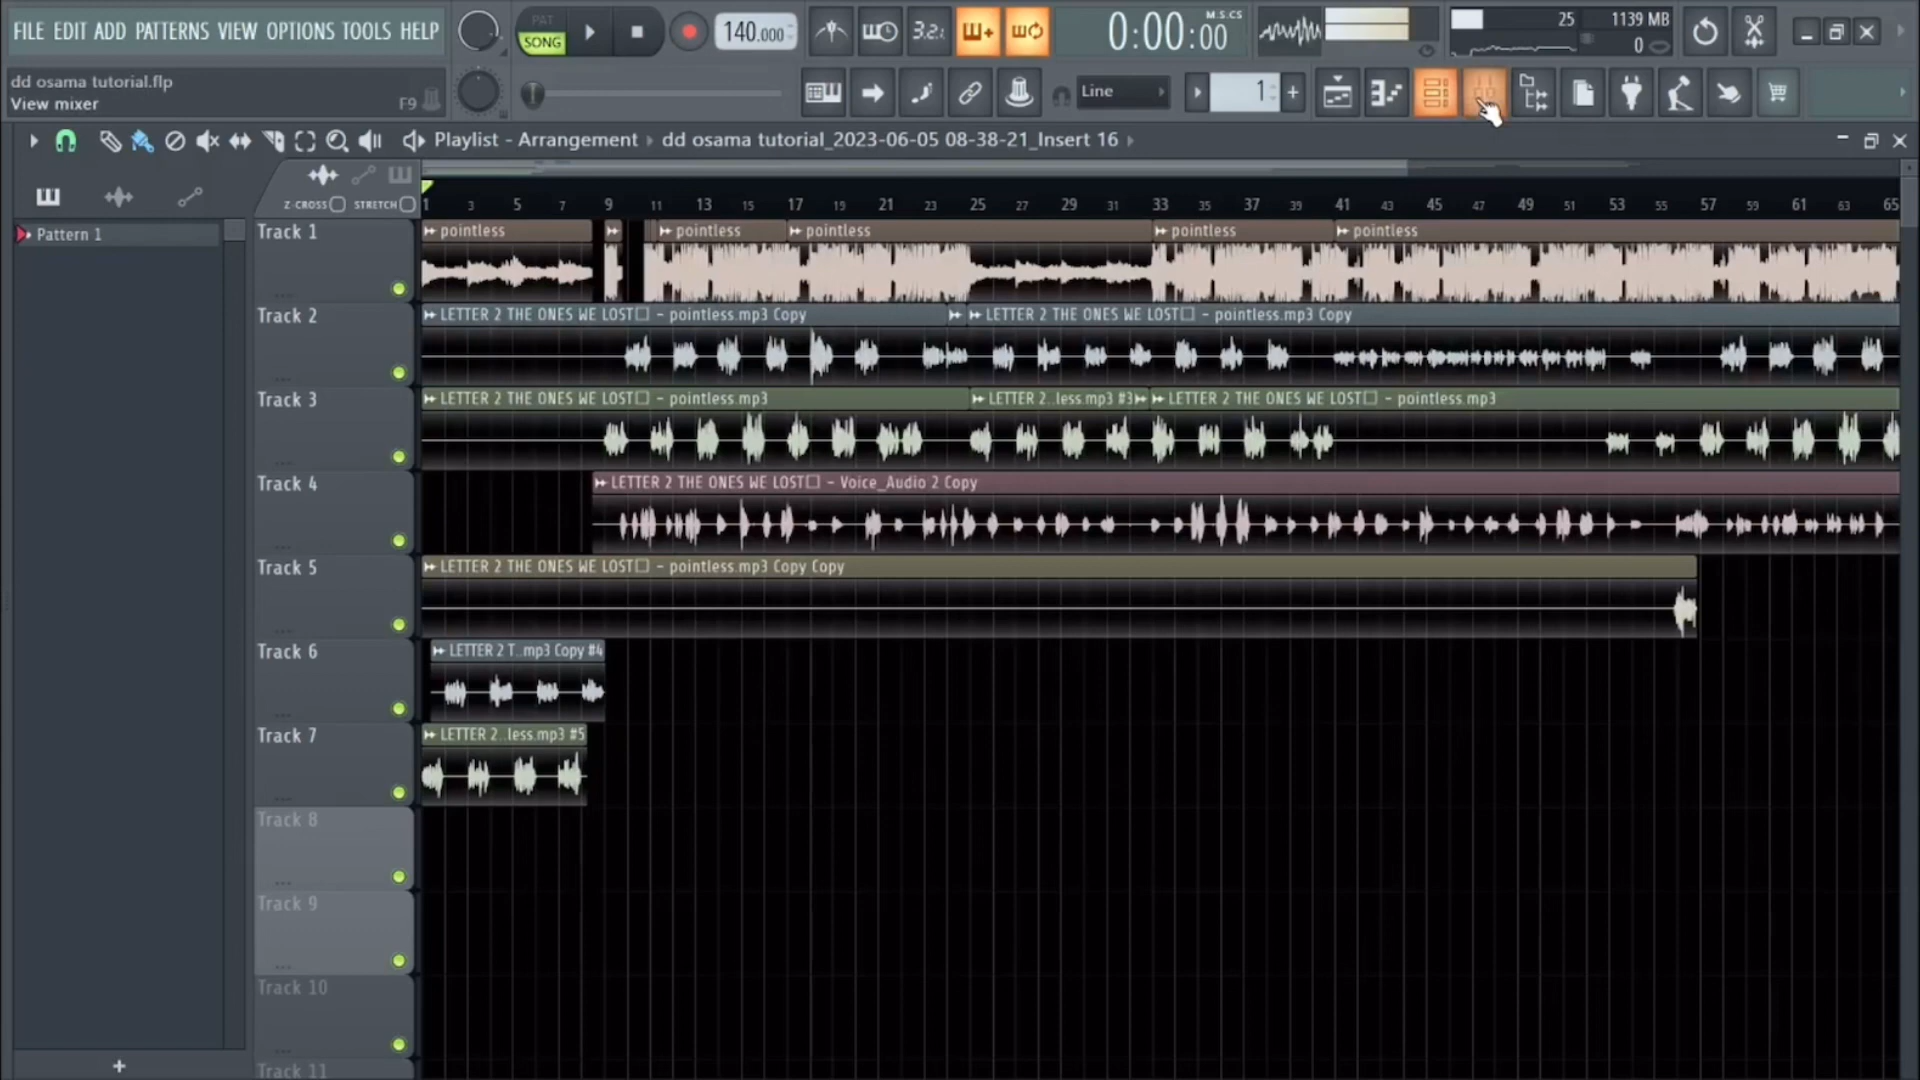 FILE EDIT ADD PATTERNS VIEW OPTIONS TOOLS HELP
PAT
SONG
140.000
3.2.
0:00:00
M:S:CS
25
1139 MB
0
dd osama tutorial.flp
View mixer
F9
Line
1
Playlist - Arrangement
dd osama tutorial_2023-06-05 08-38-21_Insert 16
Z-CROSS
STRETCH
1 3 5 7 9 11 13 15 17 19 21 23 25 27 29 31 33 35 37 39 41 43 45 47 49 51 53 55 57 59 61 63 65
Pattern 1
Track 1
pointless
pointless
pointless
pointless
pointless
Track 2
LETTER 2 THE ONES WE LOST□ - pointless.mp3 Copy
LETTER 2 THE ONES WE LOST□ - pointless.mp3 Copy
Track 3
LETTER 2 THE ONES WE LOST□ - pointless.mp3
LETTER 2..less.mp3 #3
LETTER 2 THE ONES WE LOST□ - pointless.mp3
Track 4
LETTER 2 THE ONES WE LOST□ - Voice_Audio 2 Copy
Track 5
LETTER 2 THE ONES WE LOST□ - pointless.mp3 Copy Copy
Track 6
LETTER 2 T..mp3 Copy #4
Track 7
LETTER 2..less.mp3 #5
Track 8
Track 9
Track 10
Track 11